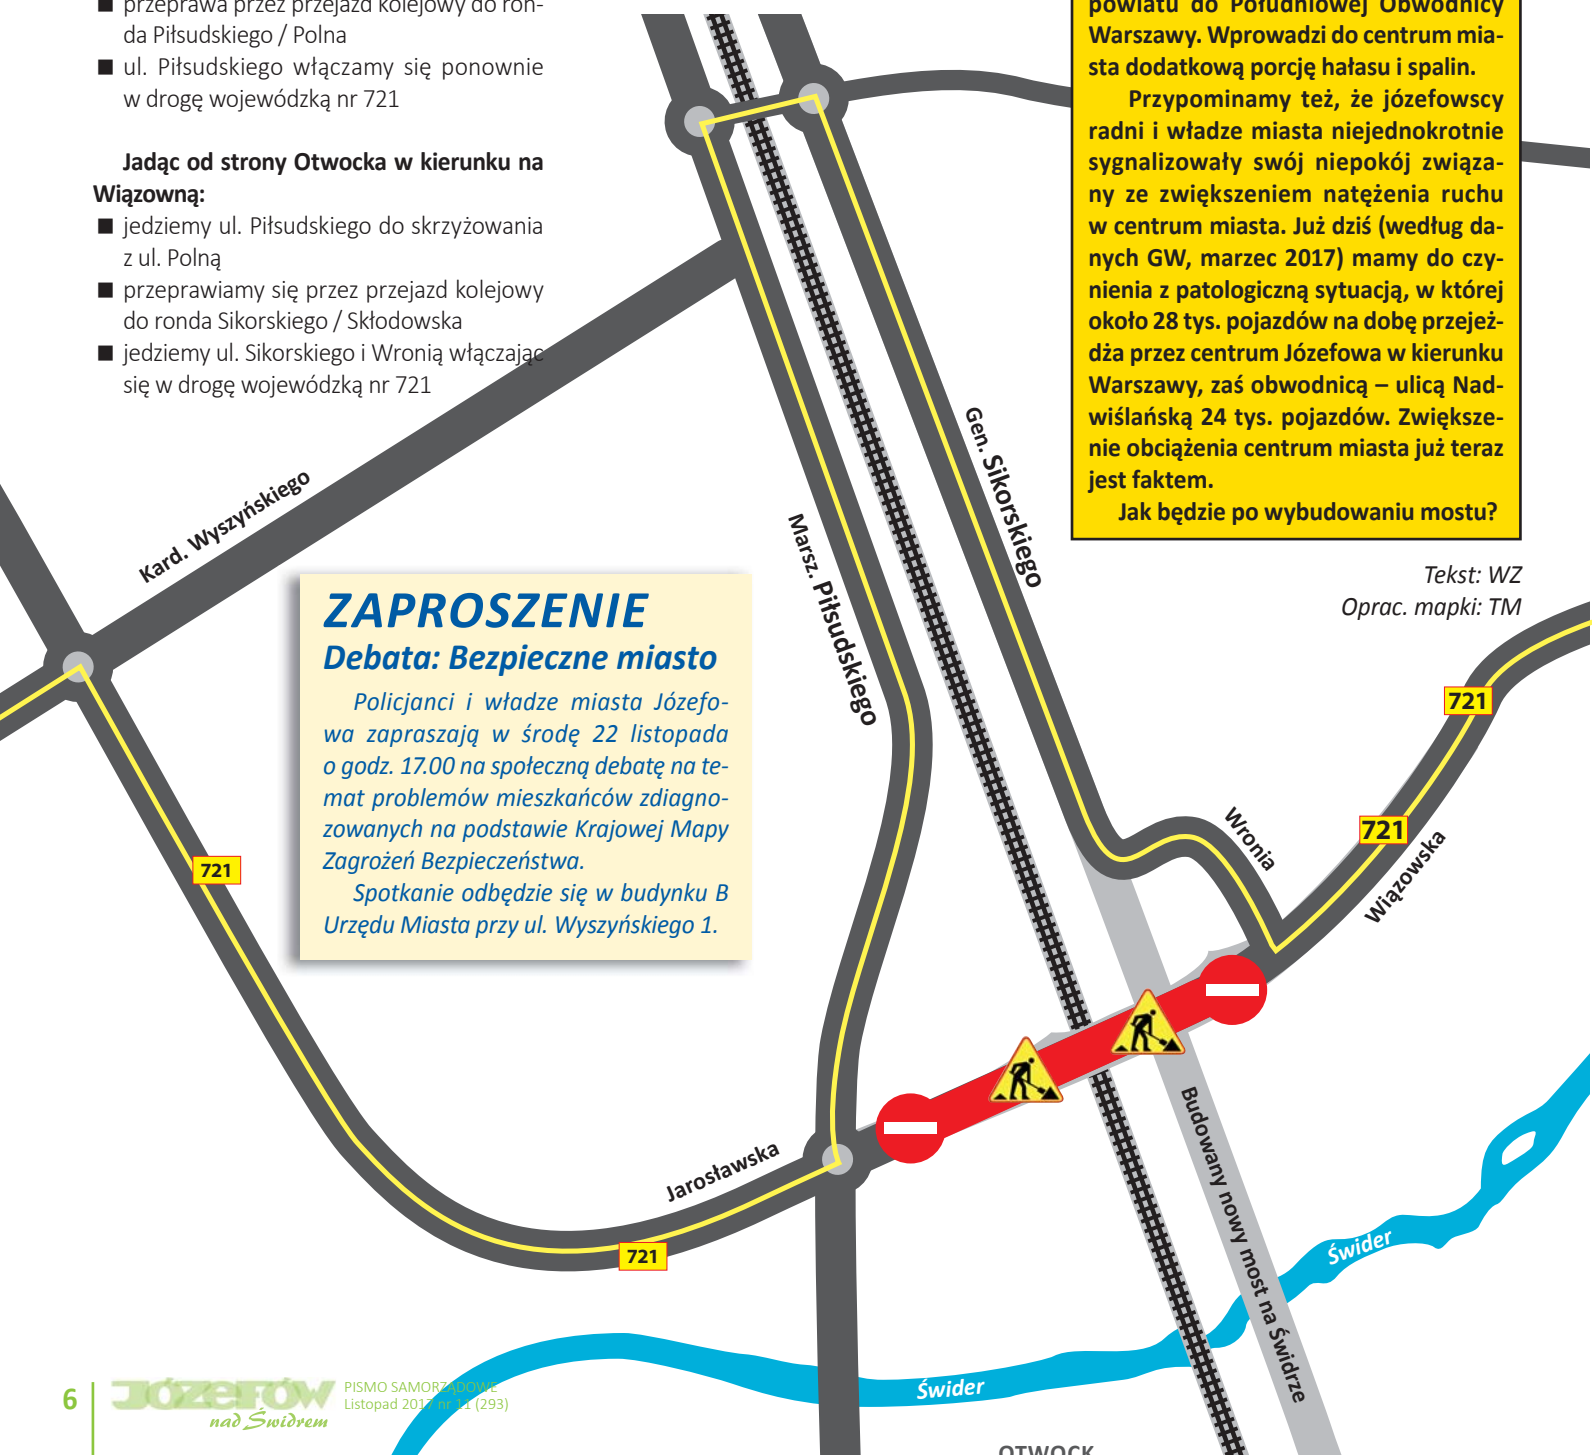 ■ przeprawa przez przejazd kolejowy do ron-
da Piłsudskiego / Polna
■ ul. Piłsudskiego włączamy się ponownie
w drogę wojewódzką nr 721
Jadąc od strony Otwocka w kierunku na
Wiązowną:
■ jedziemy ul. Piłsudskiego do skrzyżowania
z ul. Polną
■ przeprawiamy się przez przejazd kolejowy
do ronda Sikorskiego / Skłodowska
■ jedziemy ul. Sikorskiego i Wronią włączając
się w drogę wojewódzką nr 721
powiatu do Południowej Obwodnicy
Warszawy. Wprowadzi do centrum mia-
sta dodatkową porcję hałasu i spalin.
Przypominamy też, że józefowscy
radni i władze miasta niejednokrotnie
sygnalizowały swój niepokój związa-
ny ze zwiększeniem natężenia ruchu
w centrum miasta. Już dziś (według da-
nych GW, marzec 2017) mamy do czy-
nienia z patologiczną sytuacją, w której
około 28 tys. pojazdów na dobę przejeż-
dża przez centrum Józefowa w kierunku
Warszawy, zaś obwodnicą – ulicą Nad-
wiślańską 24 tys. pojazdów. Zwiększe-
nie obciążenia centrum miasta już teraz
jest faktem.
Jak będzie po wybudowaniu mostu?
Tekst: WZ
Oprac. mapki: TM
Kard. Wyszyńskiego
Gen. Sikorskiego
Marsz. Piłsudskiego
ZAPROSZENIE
Debata: Bezpieczne miasto
Policjanci i władze miasta Józefo-
wa zapraszają w środę 22 listopada
o godz. 17.00 na społeczną debatę na te-
mat problemów mieszkańców zdiagno-
zowanych na podstawie Krajowej Mapy
Zagrożeń Bezpieczeństwa.
Spotkanie odbędzie się w budynku B
Urzędu Miasta przy ul. Wyszyńskiego 1.
721
721
Wronia
Wiązowska
721
Jarosławska
721
Budowany nowy most na Świdrze
Świder
Świder
OTWOCK
6
JÓZEFÓW
nad Świdrem
PISMO SAMORZĄDOWE
Listopad 2017 nr 11 (293)